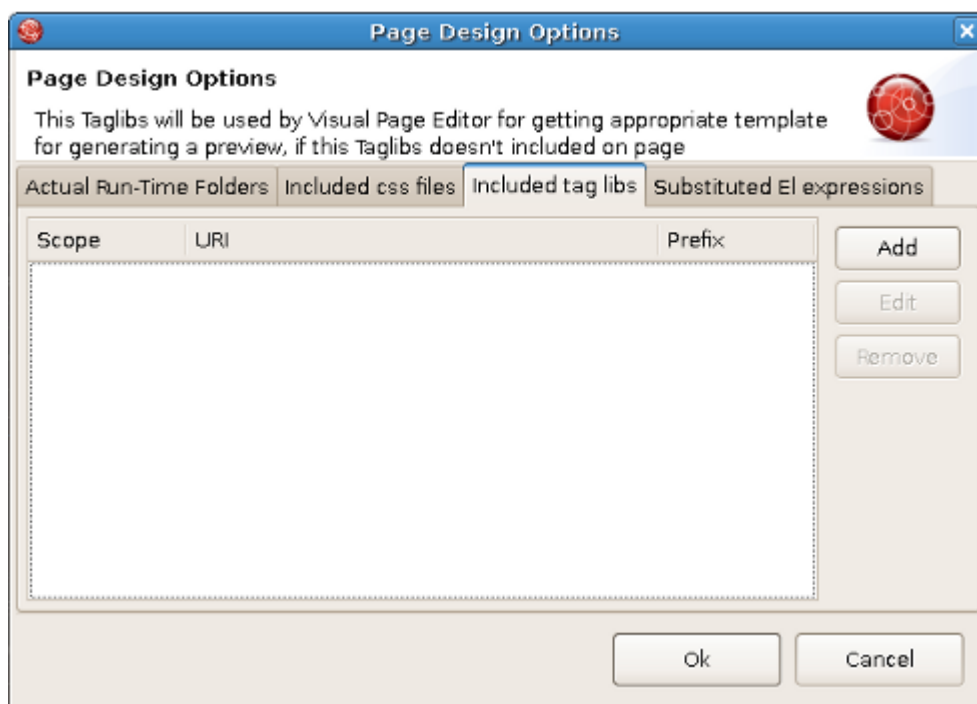 Page Design Options
Page Design Options
This Taglibs will be used by Visual Page Editor for getting appropriate template
for generating a preview, if this Taglibs doesn't included on page
Actual Run-Time Folders Included css files Included tag libs Substituted El expressions
Scope URI Prefix
Add
Edit
Remove
Ok Cancel